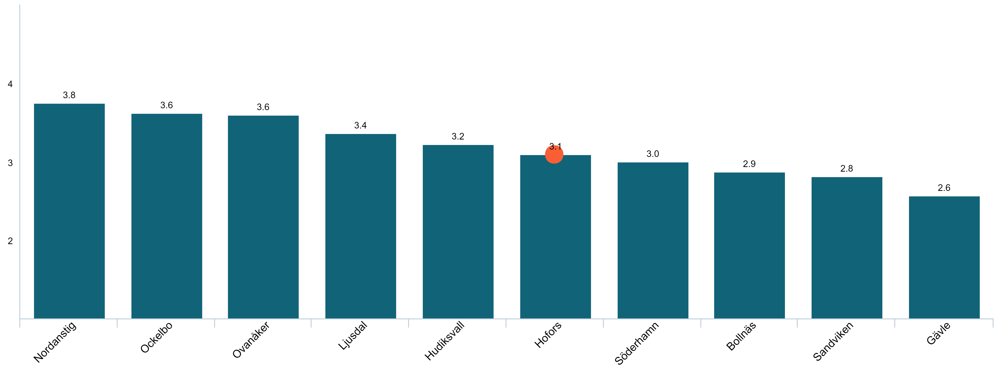 4
3
2
3.8
3.6
3.6
3.4
3.2
3.1
3.0
2.9
2.8
2.6
Nordanstig
Ockelbo
Ovanåker
Ljusdal
Hudiksvall
Hofors
Söderhamn
Bollnäs
Sandviken
Gävle